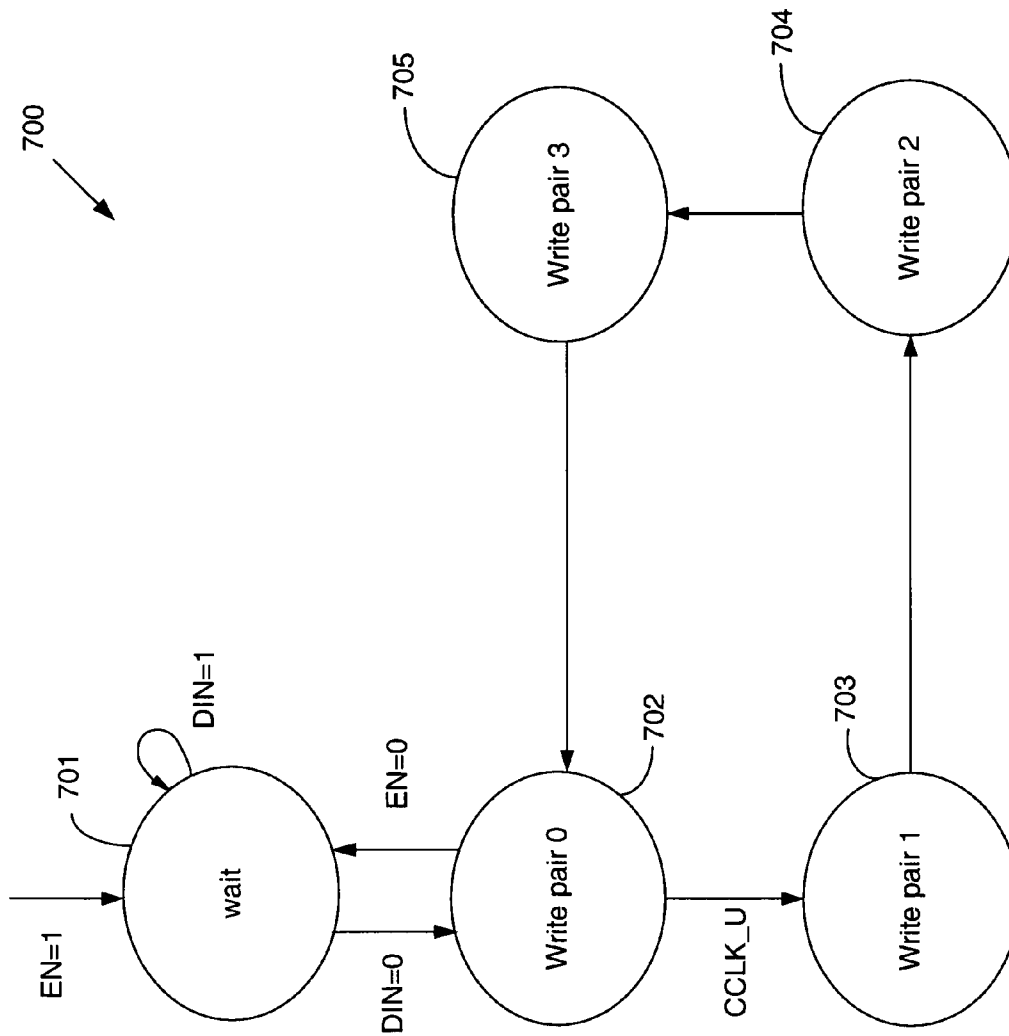 700
EN=1
701
wait
DIN=1
DIN=0
EN=0
Write pair 0
702
CCLK_U
Write pair 1
703
Write pair 2
704
Write pair 3
705